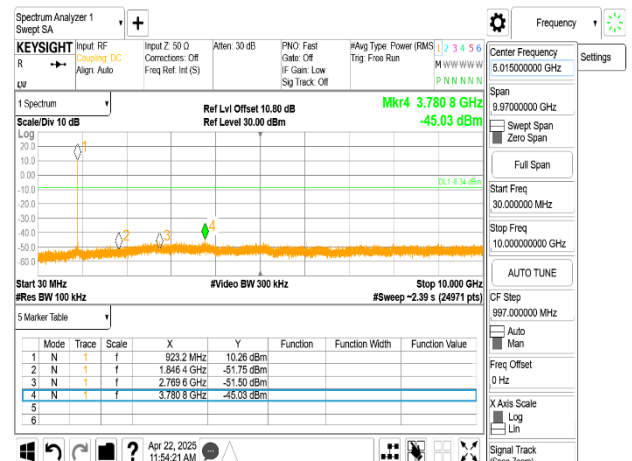 Spectrum Analyzer 1
Swept SA
Frequency
KEYSIGHT
R
LXI
Input: RF
Coupling: DC
Align: Auto
Input Z: 50 Ω
Corrections: Off
Freq Ref: Int (S)
Atten: 30 dB
PNO: Fast
Gate: Off
IF Gain: Low
Sig Track: Off
#Avg Type: Power (RMS
Trig: Free Run
1 2 3 4 5 6
M W W W W W
P N N N N N
1 Spectrum
Scale/Div 10 dB
Ref Lvl Offset 10.80 dB
Ref Level 30.00 dBm
Mkr4 3.780 8 GHz
-45.03 dBm
Log
20.0
10.0
0.00
-10.0
-20.0
-30.0
-40.0
-50.0
-60.0
1
2
3
4
DL1 -6.34 dBm
Start 30 MHz
#Res BW 100 kHz
#Video BW 300 kHz
Stop 10.000 GHz
#Sweep ~2.39 s (24971 pts)
5 Marker Table
Mode Trace Scale X Y Function Function Width Function Value
1 N 1 f 923.2 MHz 10.26 dBm
2 N 1 f 1.846 4 GHz -51.75 dBm
3 N 1 f 2.769 6 GHz -51.50 dBm
4 N 1 f 3.780 8 GHz -45.03 dBm
5
6
Apr 22, 2025
11:54:21 AM
?
Center Frequency
5.015000000 GHz
Settings
Span
9.97000000 GHz
Swept Span
Zero Span
Full Span
Start Freq
30.000000 MHz
Stop Freq
10.000000000 GHz
AUTO TUNE
CF Step
997.000000 MHz
Auto
Man
Freq Offset
0 Hz
X Axis Scale
Log
Lin
Signal Track
(Span Zoom)